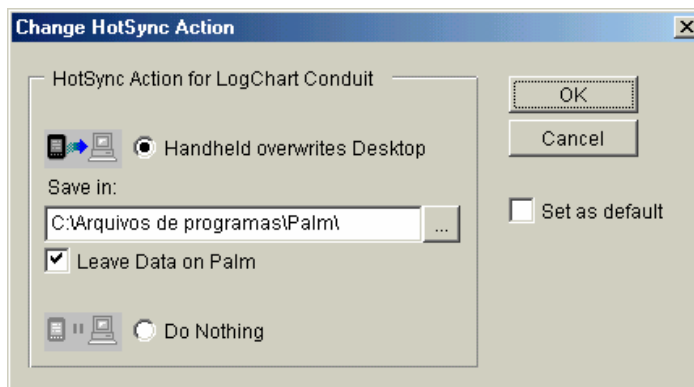 Change HotSync Action
HotSync Action for LogChart Conduit
Handheld overwrites Desktop
Save in:
C:\Arquivos de programas\Palm\
...
Leave Data on Palm
Do Nothing
OK
Cancel
Set as default